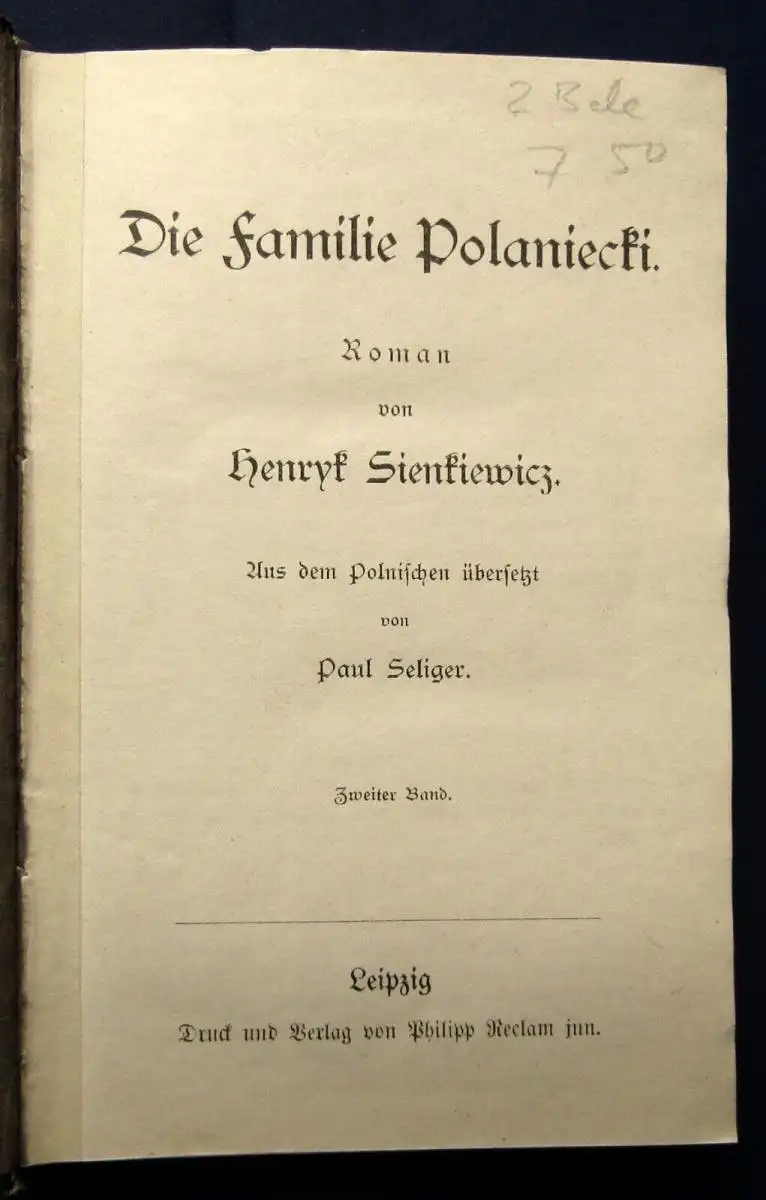 2 Bde
7 50
Die Familie Polaniecki.
Roman
von
Henryk Sienkiewicz.
Aus dem Polnischen übersetzt
von
Paul Seliger.
Zweiter Band.
Leipzig
Druck und Verlag von Philipp Reclam jun.